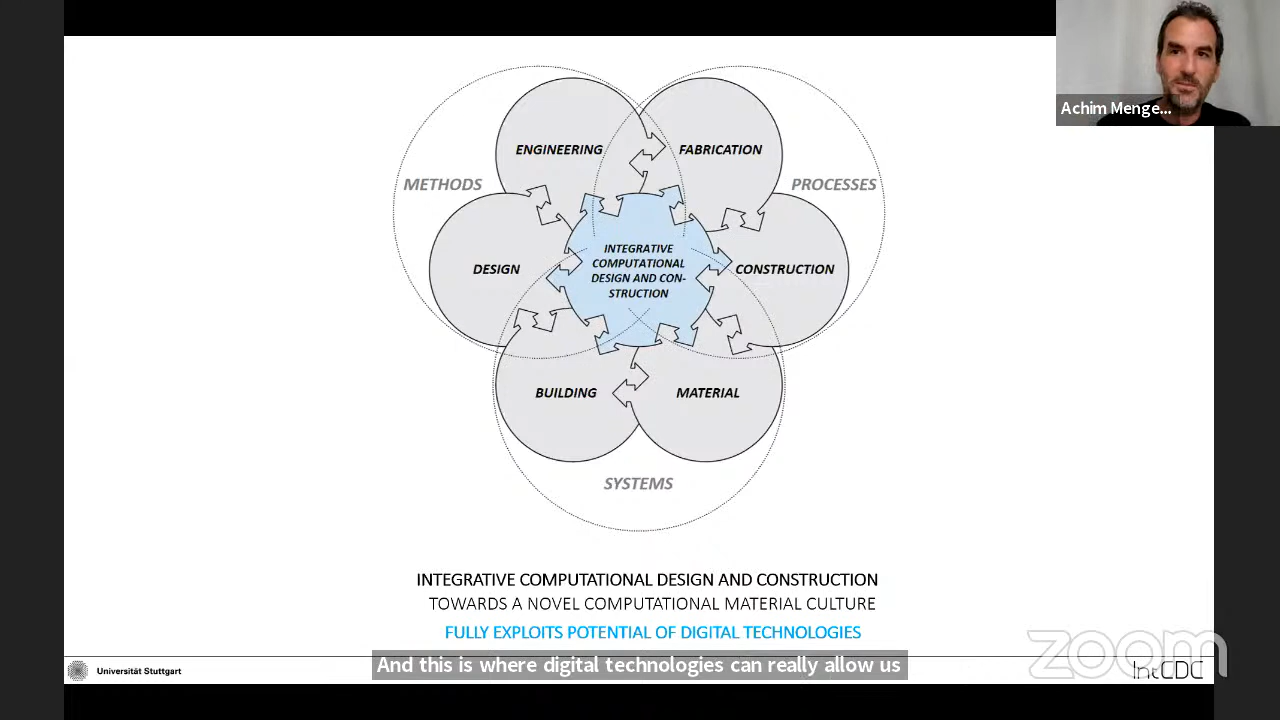 Achim Menge...
ENGINEERING
FABRICATION
METHODS
PROCESSES
INTEGRATIVE
COMPUTATIONAL
DESIGN AND CON-
STRUCTION
DESIGN
CONSTRUCTION
BUILDING
MATERIAL
SYSTEMS
INTEGRATIVE COMPUTATIONAL DESIGN AND CONSTRUCTION
TOWARDS A NOVEL COMPUTATIONAL MATERIAL CULTURE
FULLY EXPLOITS POTENTIAL OF DIGITAL TECHNOLOGIES
zoom
And this is where digital technologies can really allow us
Universität Stuttgart
IntCDC